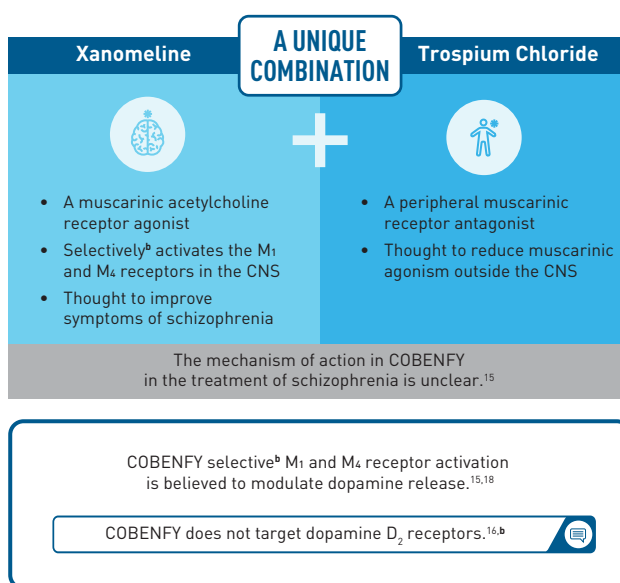 A UNIQUE
COMBINATION
Xanomeline
Trospium Chloride
• A muscarinic acetylcholine
receptor agonist
• Selectivelyᵇ activates the M₁
and M₄ receptors in the CNS
• Thought to improve
symptoms of schizophrenia
• A peripheral muscarinic
receptor antagonist
• Thought to reduce muscarinic
agonism outside the CNS
The mechanism of action in COBENFY
in the treatment of schizophrenia is unclear.¹⁵
COBENFY selectiveᵇ M₁ and M₄ receptor activation
is believed to modulate dopamine release.¹⁵,¹⁸
COBENFY does not target dopamine D₂ receptors.¹⁶,ᵇ